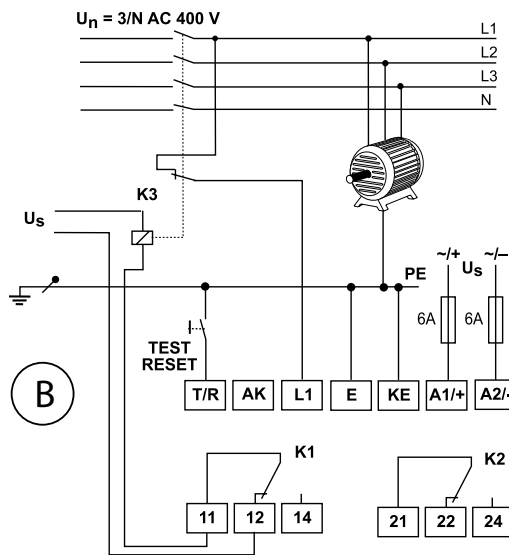 Un = 3/N AC 400 V
L1
L2
L3
N
K3
Us
PE
~/+
Us
~/–
6A
6A
TEST
RESET
B
T/R
AK
L1
E
KE
A1/+
A2/-
K1
K2
11
12
14
21
22
24